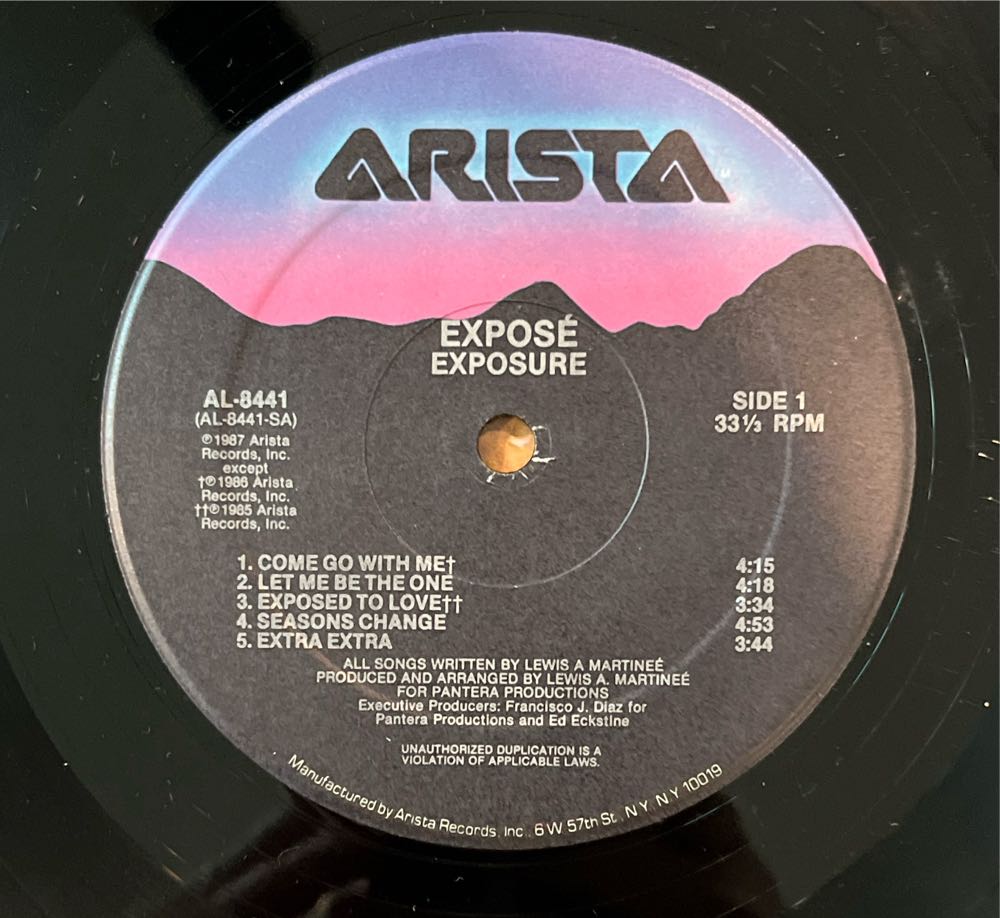 ARISTA
EXPOSÉ
EXPOSURE
AL-8441
(AL-8441-SA)
℗1987 Arista
Records, Inc.
except
†℗1986 Arista
Records, Inc.
††℗1985 Arista
Records, Inc.
SIDE 1
33⅓ RPM
1. COME GO WITH ME† 4:15
2. LET ME BE THE ONE 4:18
3. EXPOSED TO LOVE†† 3:34
4. SEASONS CHANGE 4:53
5. EXTRA EXTRA 3:44
ALL SONGS WRITTEN BY LEWIS A MARTINEÉ
PRODUCED AND ARRANGED BY LEWIS A. MARTINEÉ
FOR PANTERA PRODUCTIONS
Executive Producers: Francisco J. Diaz for
Pantera Productions and Ed Eckstine
UNAUTHORIZED DUPLICATION IS A
VIOLATION OF APPLICABLE LAWS.
Manufactured by Arista Records, Inc., 6 W. 57th St., N.Y., N.Y. 10019